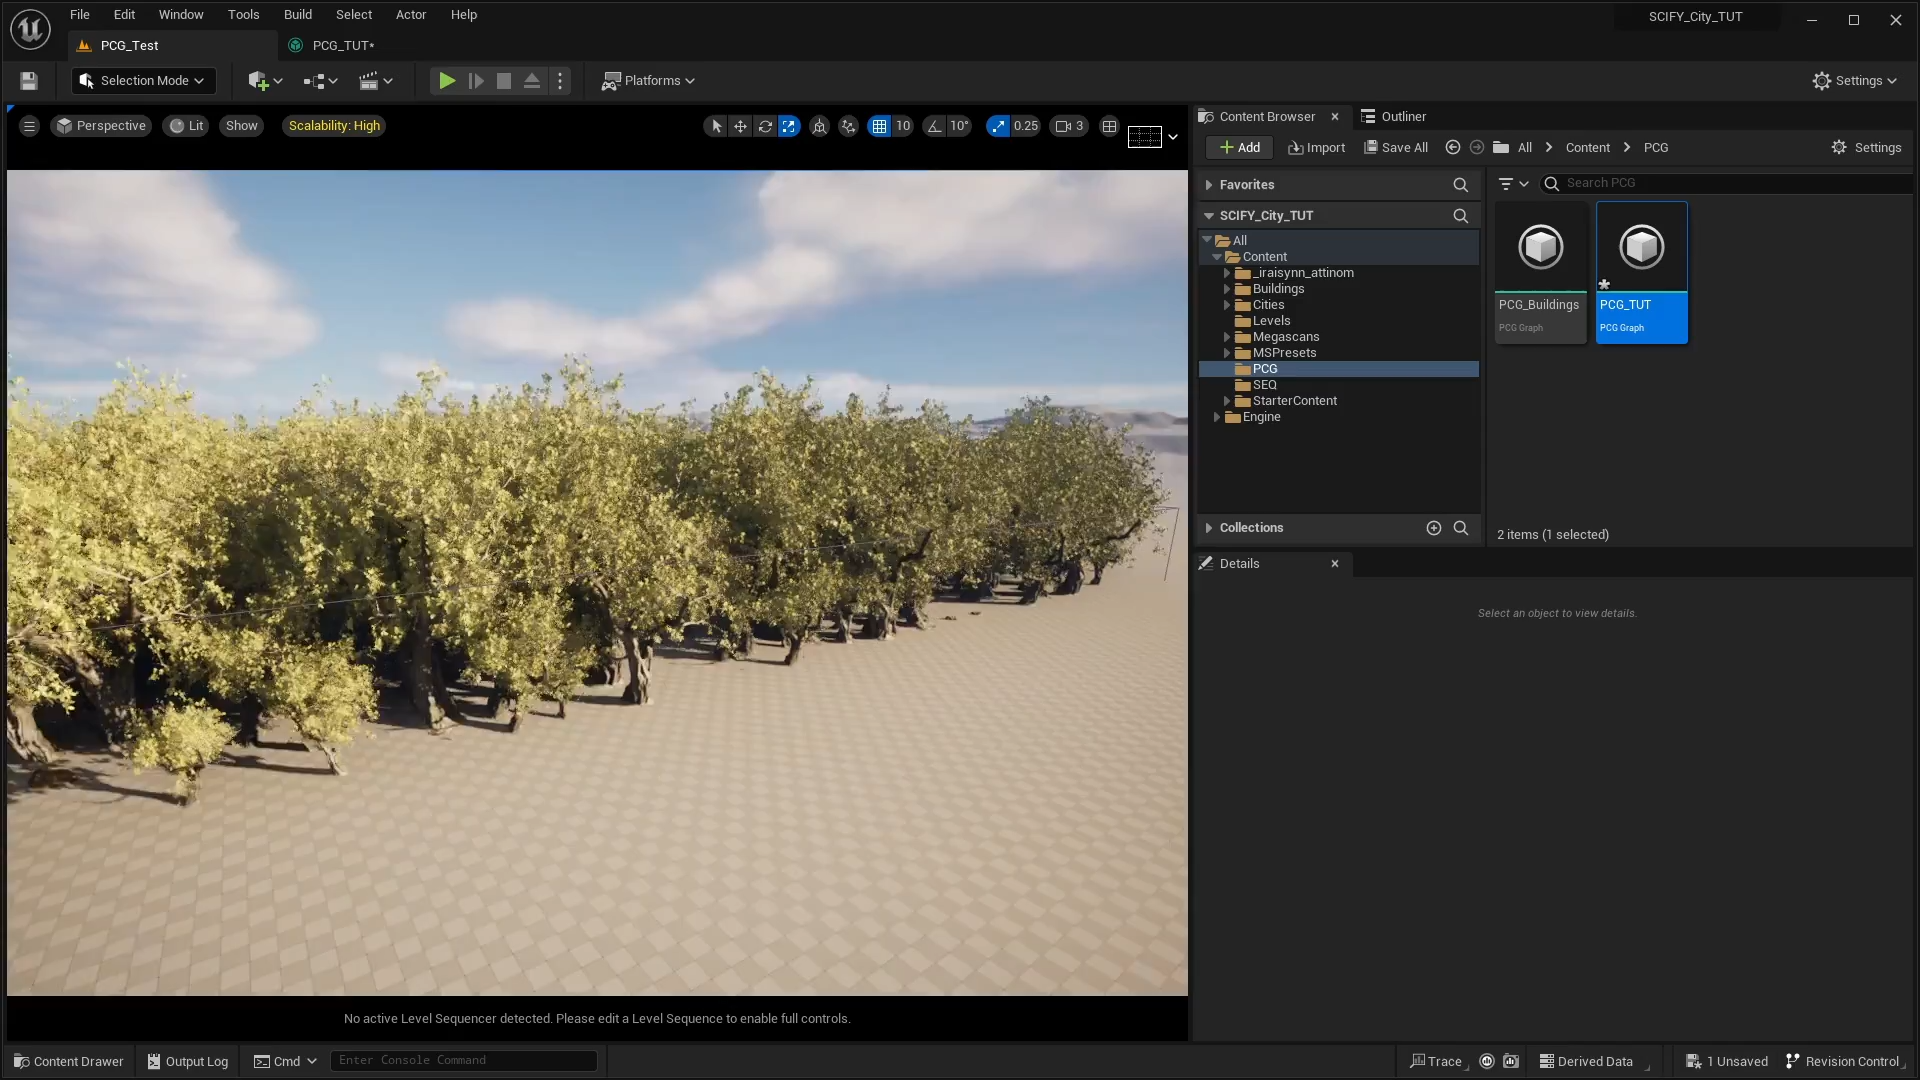 File Edit Window Tools Build Select Actor Help
SCIFY_City_TUT
PCG_Test
PCG_TUT*
Selection Mode
Platforms
Settings
Perspective Lit Show Scalability: High
10 10° 0.25 3
Content Browser
Outliner
Add Import Save All All Content PCG Settings
Favorites
Search PCG
SCIFY_City_TUT
All
Content
_iraisynn_attinom
Buildings
Cities
Levels
Megascans
MSPresets
PCG
SEQ
StarterContent
Engine
PCG_Buildings
PCG Graph
PCG_TUT
PCG Graph
Collections
2 items (1 selected)
Details
Select an object to view details.
No active Level Sequencer detected. Please edit a Level Sequence to enable full controls.
Content Drawer Output Log Cmd Enter Console Command Trace Derived Data 1 Unsaved Revision Control